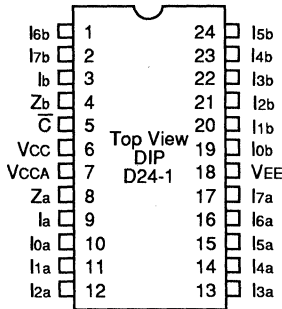 I6b 1 24 I5b
I7b 2 23 I4b
Ib 3 22 I3b
Zb 4 21 I2b
C̅ 5 20 I1b
VCC 6 19 I0b
VCCA 7 18 VEE
Za 8 17 I7a
Ia 9 16 I6a
I0a 10 15 I5a
I1a 11 14 I4a
I2a 12 13 I3a
Top View
DIP
D24-1